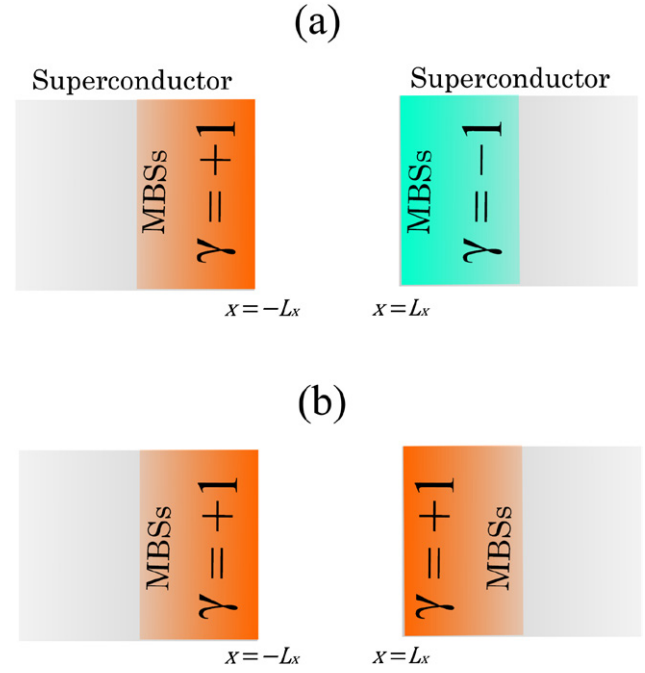 (a)
Superconductor
Superconductor
MBSs
γ = +1
MBSs
γ = −1
x = −Lx
x = Lx
(b)
MBSs
γ = +1
γ = +1
MBSs
x = −Lx
x = Lx